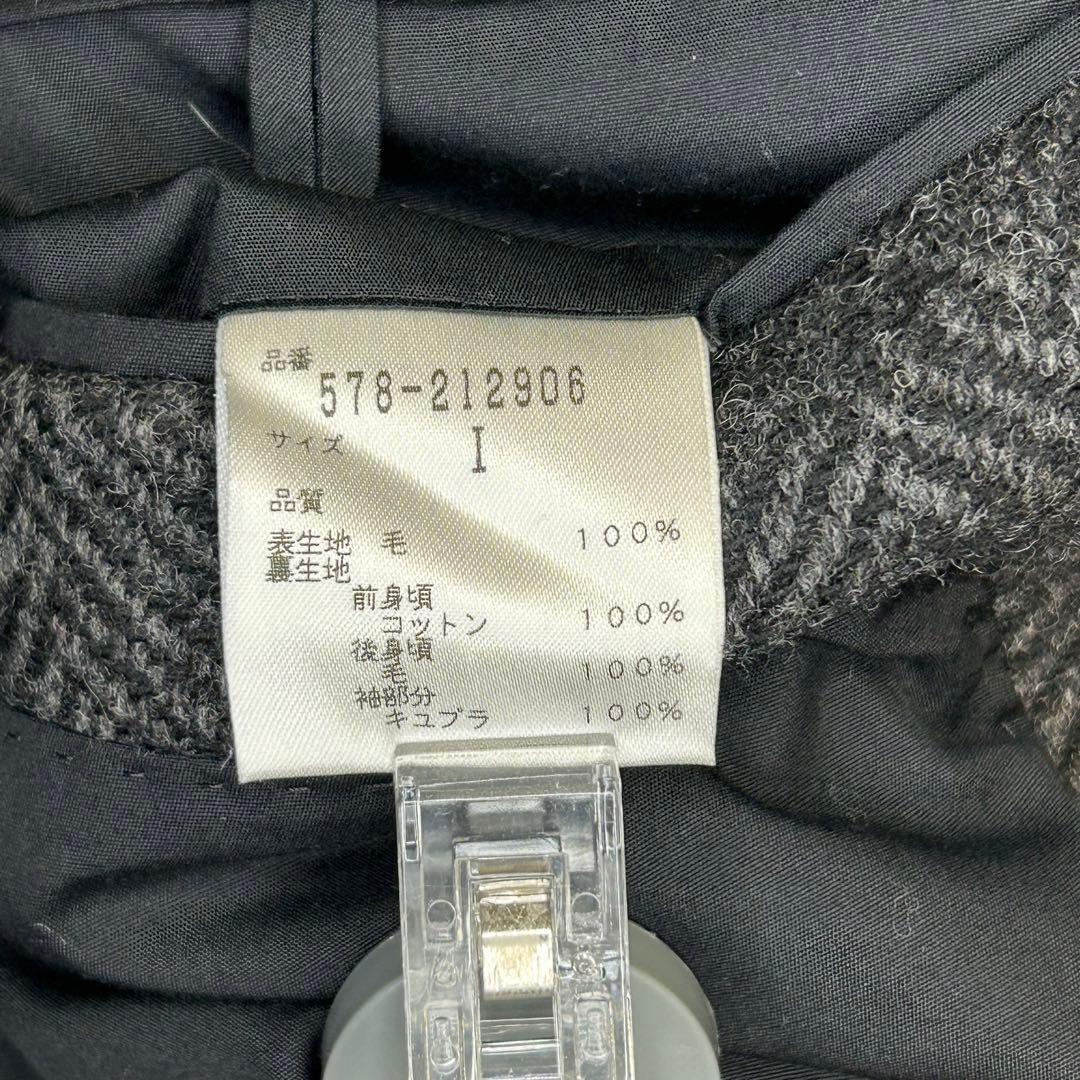 品番
578-212906
サイズ I
品質
表生地 毛 100%
裏生地
前身頃
コットン 100%
後身頃
毛 100%
袖部分
キュプラ 100%